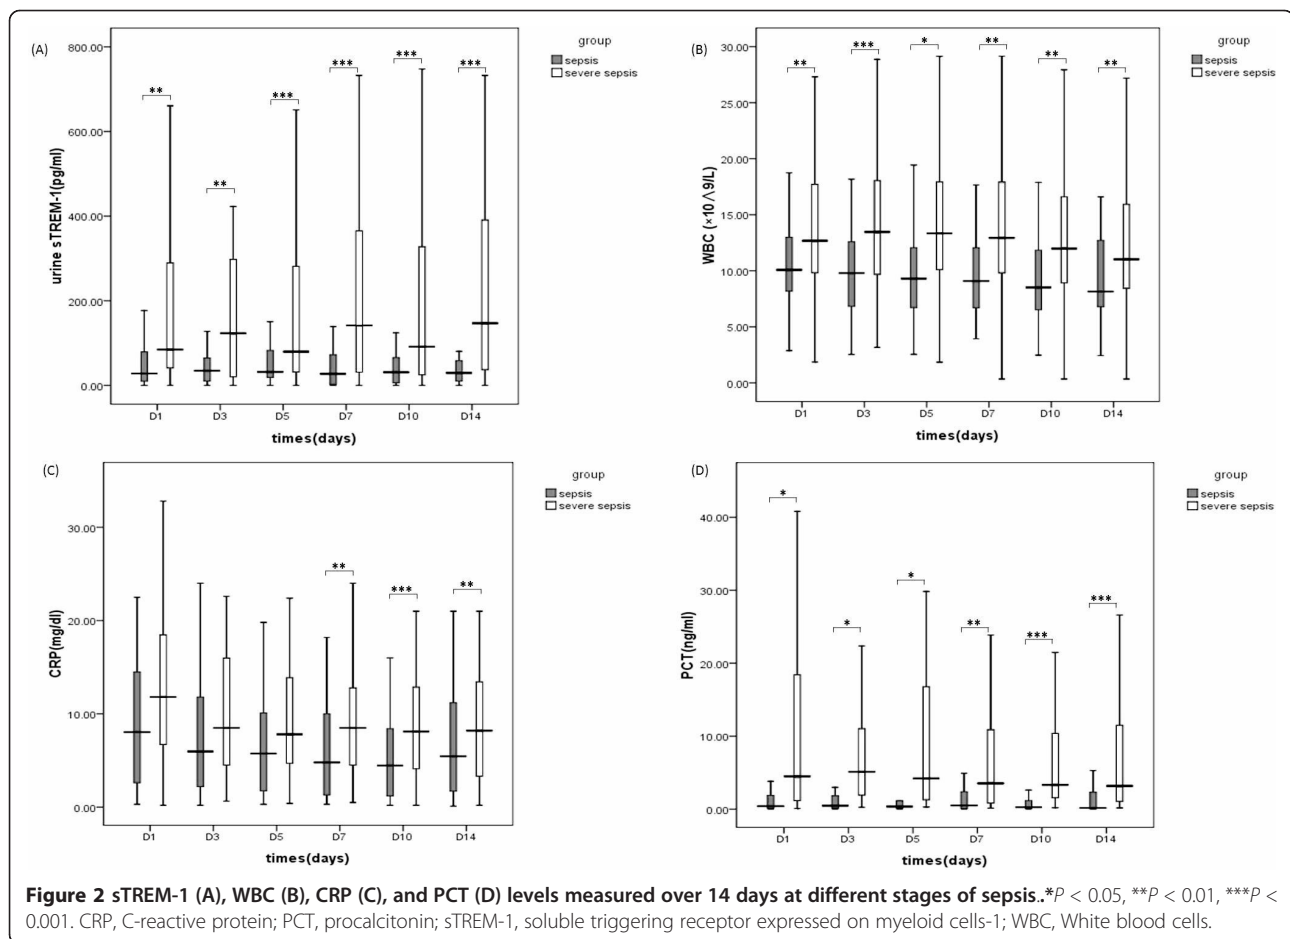 (A)
800.00
600.00
400.00
200.00
0.00
urine sTREM-1(pg/ml)
** ** *** *** *** ***
D1 D3 D5 D7 D10 D14
times(days)
group
sepsis
severe sepsis
(B)
30.00
25.00
20.00
15.00
10.00
5.00
0.00
WBC (×10∧9/L)
** *** * ** ** **
D1 D3 D5 D7 D10 D14
times(days)
group
sepsis
severe sepsis
(C)
30.00
20.00
10.00
0.00
CRP(mg/dl)
** *** **
D1 D3 D5 D7 D10 D14
times(days)
group
sepsis
severe sepsis
(D)
40.00
30.00
20.00
10.00
0.00
PCT(ng/ml)
* * * ** *** ***
D1 D3 D5 D7 D10 D14
times(days)
group
sepsis
severe sepsis
Figure 2 sTREM-1 (A), WBC (B), CRP (C), and PCT (D) levels measured over 14 days at different stages of sepsis..*P < 0.05, **P < 0.01, ***P <
0.001. CRP, C-reactive protein; PCT, procalcitonin; sTREM-1, soluble triggering receptor expressed on myeloid cells-1; WBC, White blood cells.